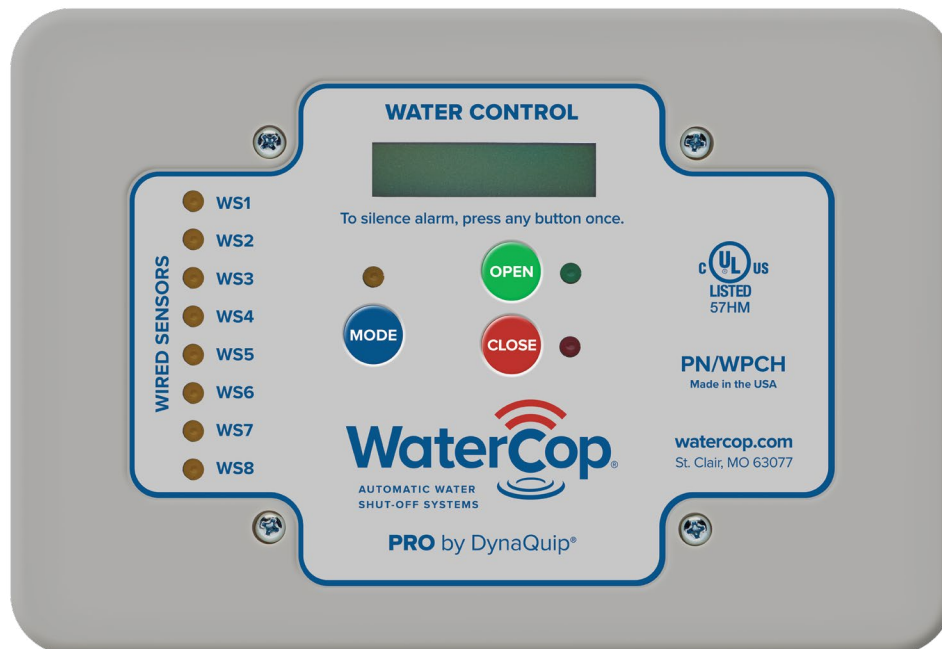 WATER CONTROL
To silence alarm, press any button once.
WIRED SENSORS
WS1
WS2
WS3
WS4
WS5
WS6
WS7
WS8
MODE
OPEN
CLOSE
C UL ® US
LISTED
57HM
PN/WPCH
Made in the USA
watercop.com
St. Clair, MO 63077
WaterCop®
AUTOMATIC WATER
SHUT-OFF SYSTEMS
PRO by DynaQuip®